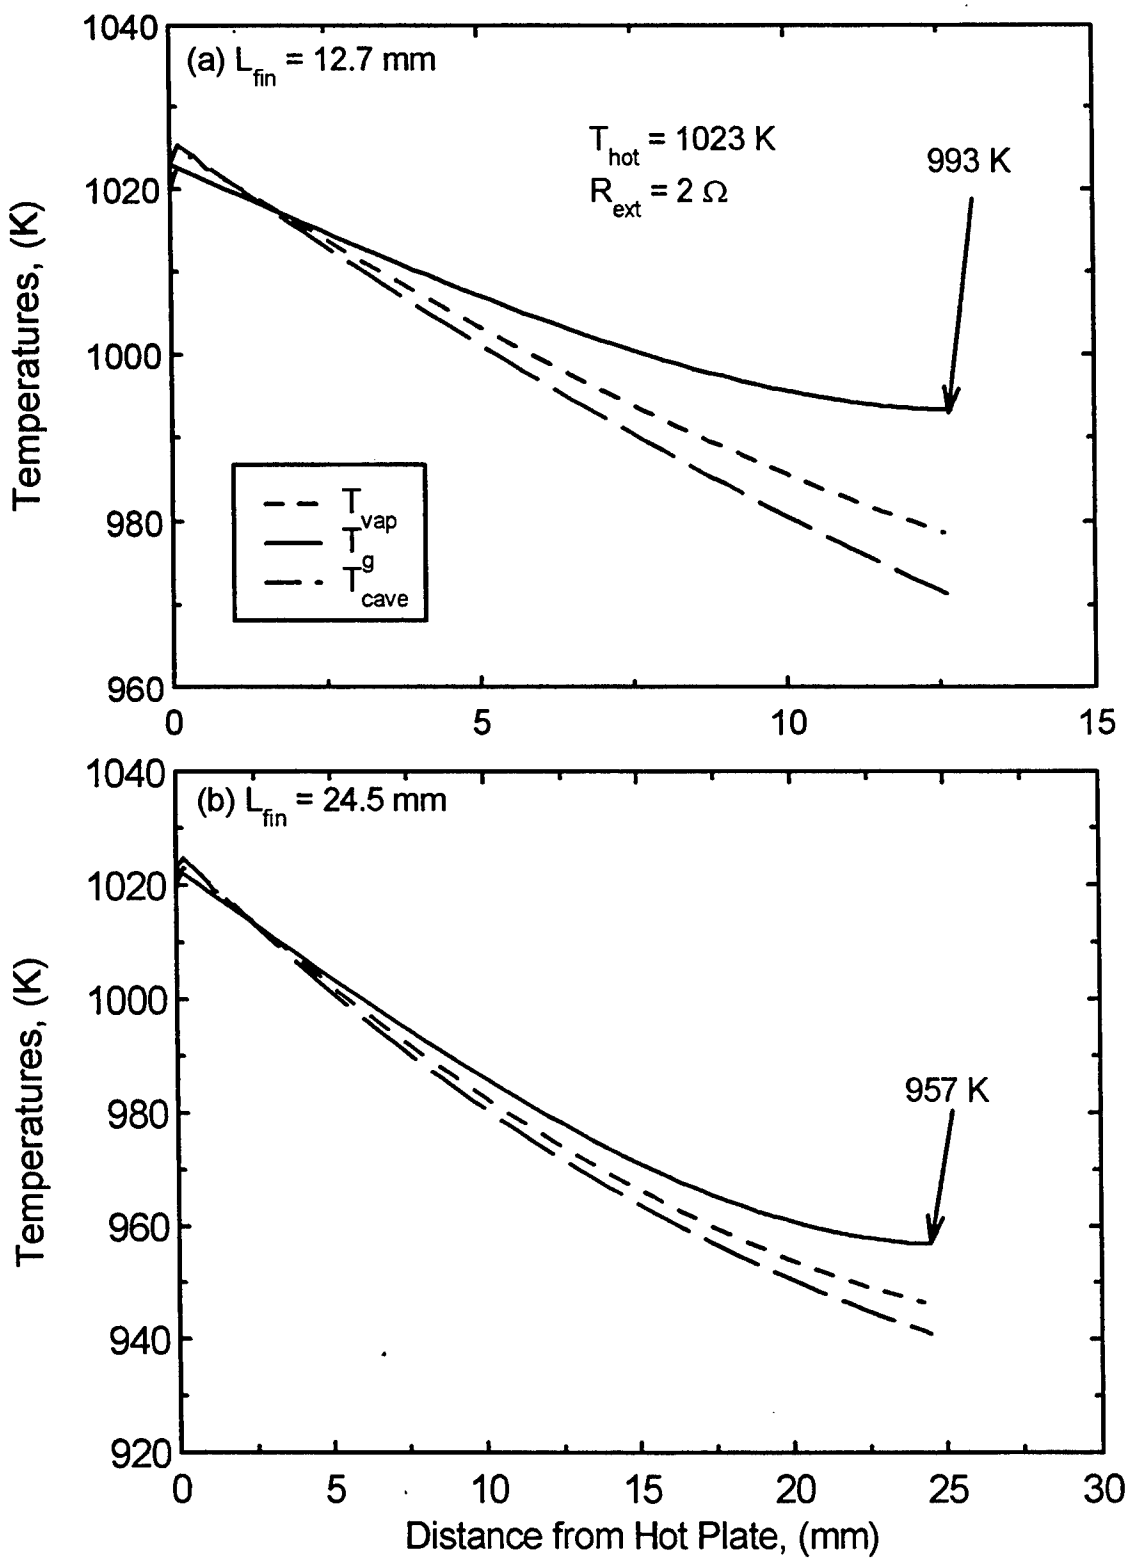 1040
(a) L_fin = 12.7 mm
T_hot = 1023 K
993 K
R_ext = 2 Ω
1020
1000
980
960
Temperatures, (K)
T_vap
T_g
T_cave
0 5 10 15
1040
(b) L_fin = 24.5 mm
1020
1000
980
957 K
960
940
920
Temperatures, (K)
0 5 10 15 20 25 30
Distance from Hot Plate, (mm)